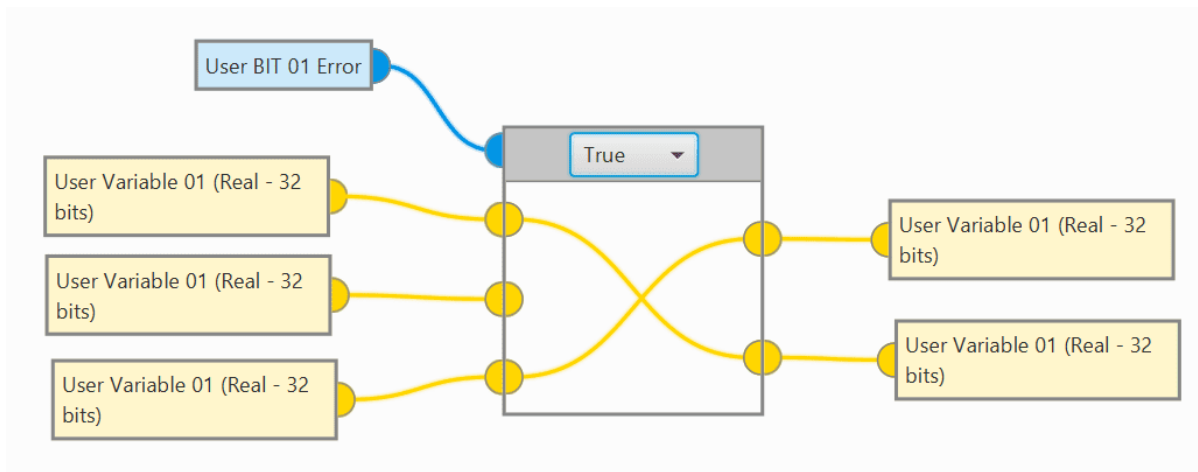 User BIT 01 Error
True
User Variable 01 (Real - 32
bits)
User Variable 01 (Real - 32
bits)
User Variable 01 (Real - 32
bits)
User Variable 01 (Real - 32
bits)
User Variable 01 (Real - 32
bits)